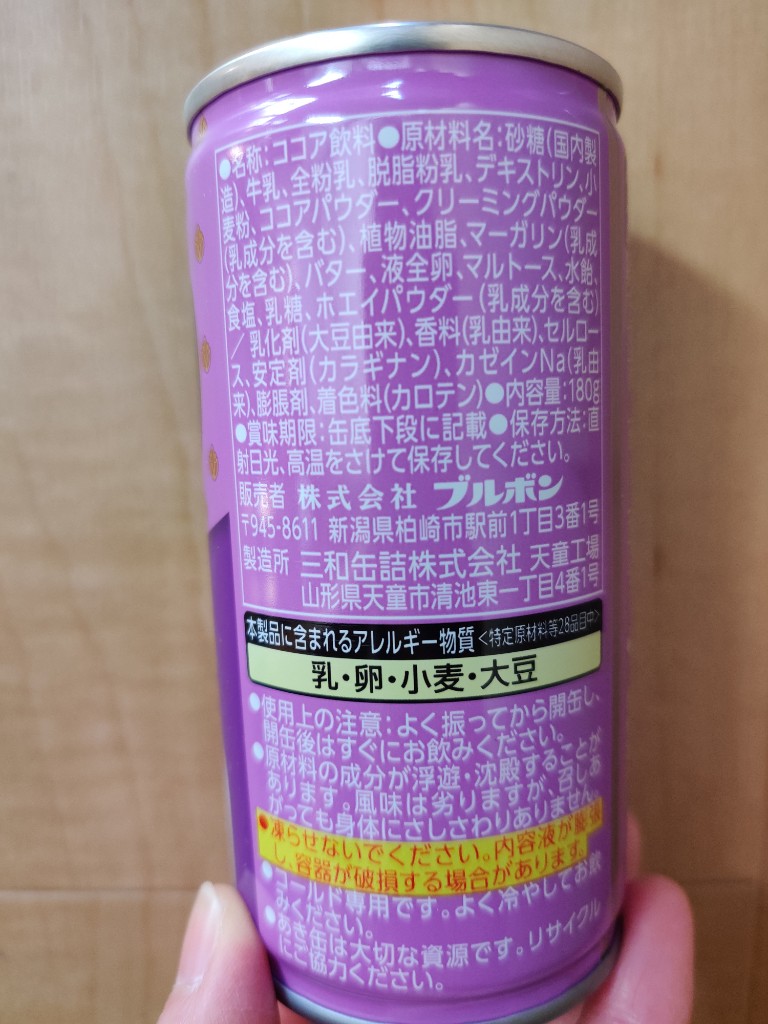 ●名称:ココア飲料●原材料名:砂糖(国内製
造)、牛乳、全粉乳、脱脂粉乳、デキストリン、小
麦粉、ココアパウダー、クリーミングパウダー
(乳成分を含む)、植物油脂、マーガリン(乳成
分を含む)、バター、液全卵、マルトース、水飴、
食塩、乳糖、ホエイパウダー(乳成分を含む)
/乳化剤(大豆由来)、香料(乳由来)、セルロー
ス、安定剤(カラギナン)、カゼインNa(乳由
来)、膨脹剤、着色料(カロテン)●内容量:180g
●賞味期限:缶底下段に記載●保存方法:直
射日光、高温をさけて保存してください。
販売者 株式会社 ブルボン
〒945-8611 新潟県柏崎市駅前1丁目3番1号
製造所 三和缶詰株式会社 天童工場
山形県天童市清池東一丁目4番1号
本製品に含まれるアレルギー物質<特定原材料等28品目中>
乳・卵・小麦・大豆
●使用上の注意:よく振ってから開缶し、
開缶後はすぐにお飲みください。
●原材料の成分が浮遊・沈殿することが
あります。風味は劣りますが、召しあ
がっても身体にさしさわりありません。
●凍らせないでください。内容液が膨張
し、容器が破損する場合があります。
●コールド専用です。よく冷やしてお飲
みください。
●あき缶は大切な資源です。リサイクル
にご協力ください。